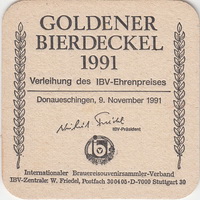 GOLDENER
BIERDECKEL
1991
Verleihung des IBV-Ehrenpreises
Donaueschingen, 9. November 1991
IBV-Präsident
Internationaler Brauereisouvenirsammler-Verband
IBV-Zentrale: W. Friedel, Postfach 30 04 05 - D-7000 Stuttgart 30